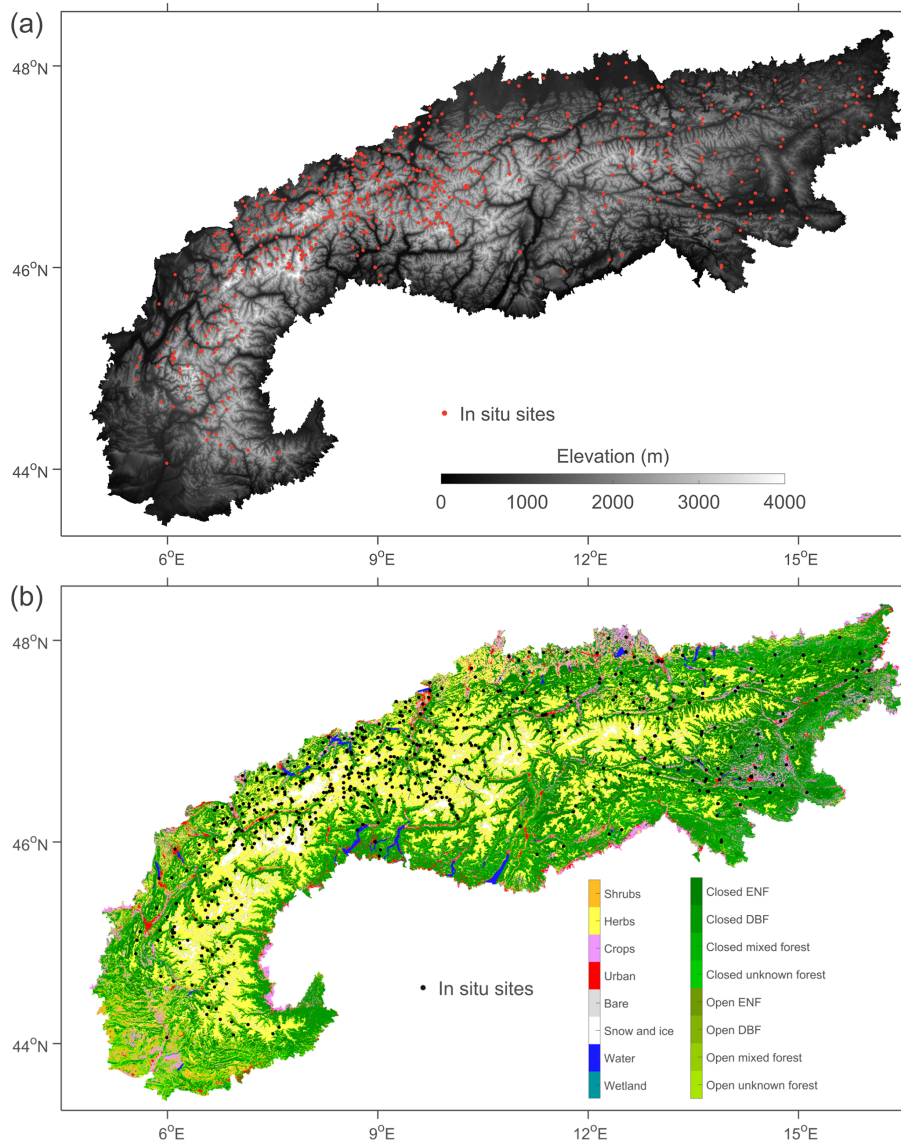 (a)
48°N
46°N
44°N
In situ sites
Elevation (m)
0 1000 2000 3000 4000
6°E 9°E 12°E 15°E
(b)
48°N
46°N
44°N
In situ sites
Shrubs
Herbs
Crops
Urban
Bare
Snow and ice
Water
Wetland
Closed ENF
Closed DBF
Closed mixed forest
Closed unknown forest
Open ENF
Open DBF
Open mixed forest
Open unknown forest
6°E 9°E 12°E 15°E